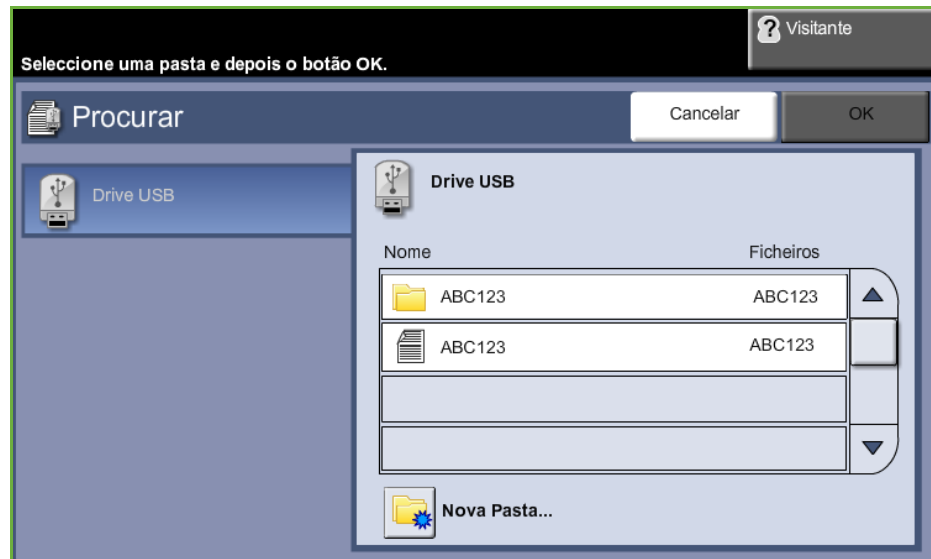 Visitante
Seleccione uma pasta e depois o botão OK.
Procurar
Cancelar
OK
Drive USB
Drive USB
Nome Ficheiros
ABC123 ABC123
ABC123 ABC123
Nova Pasta...